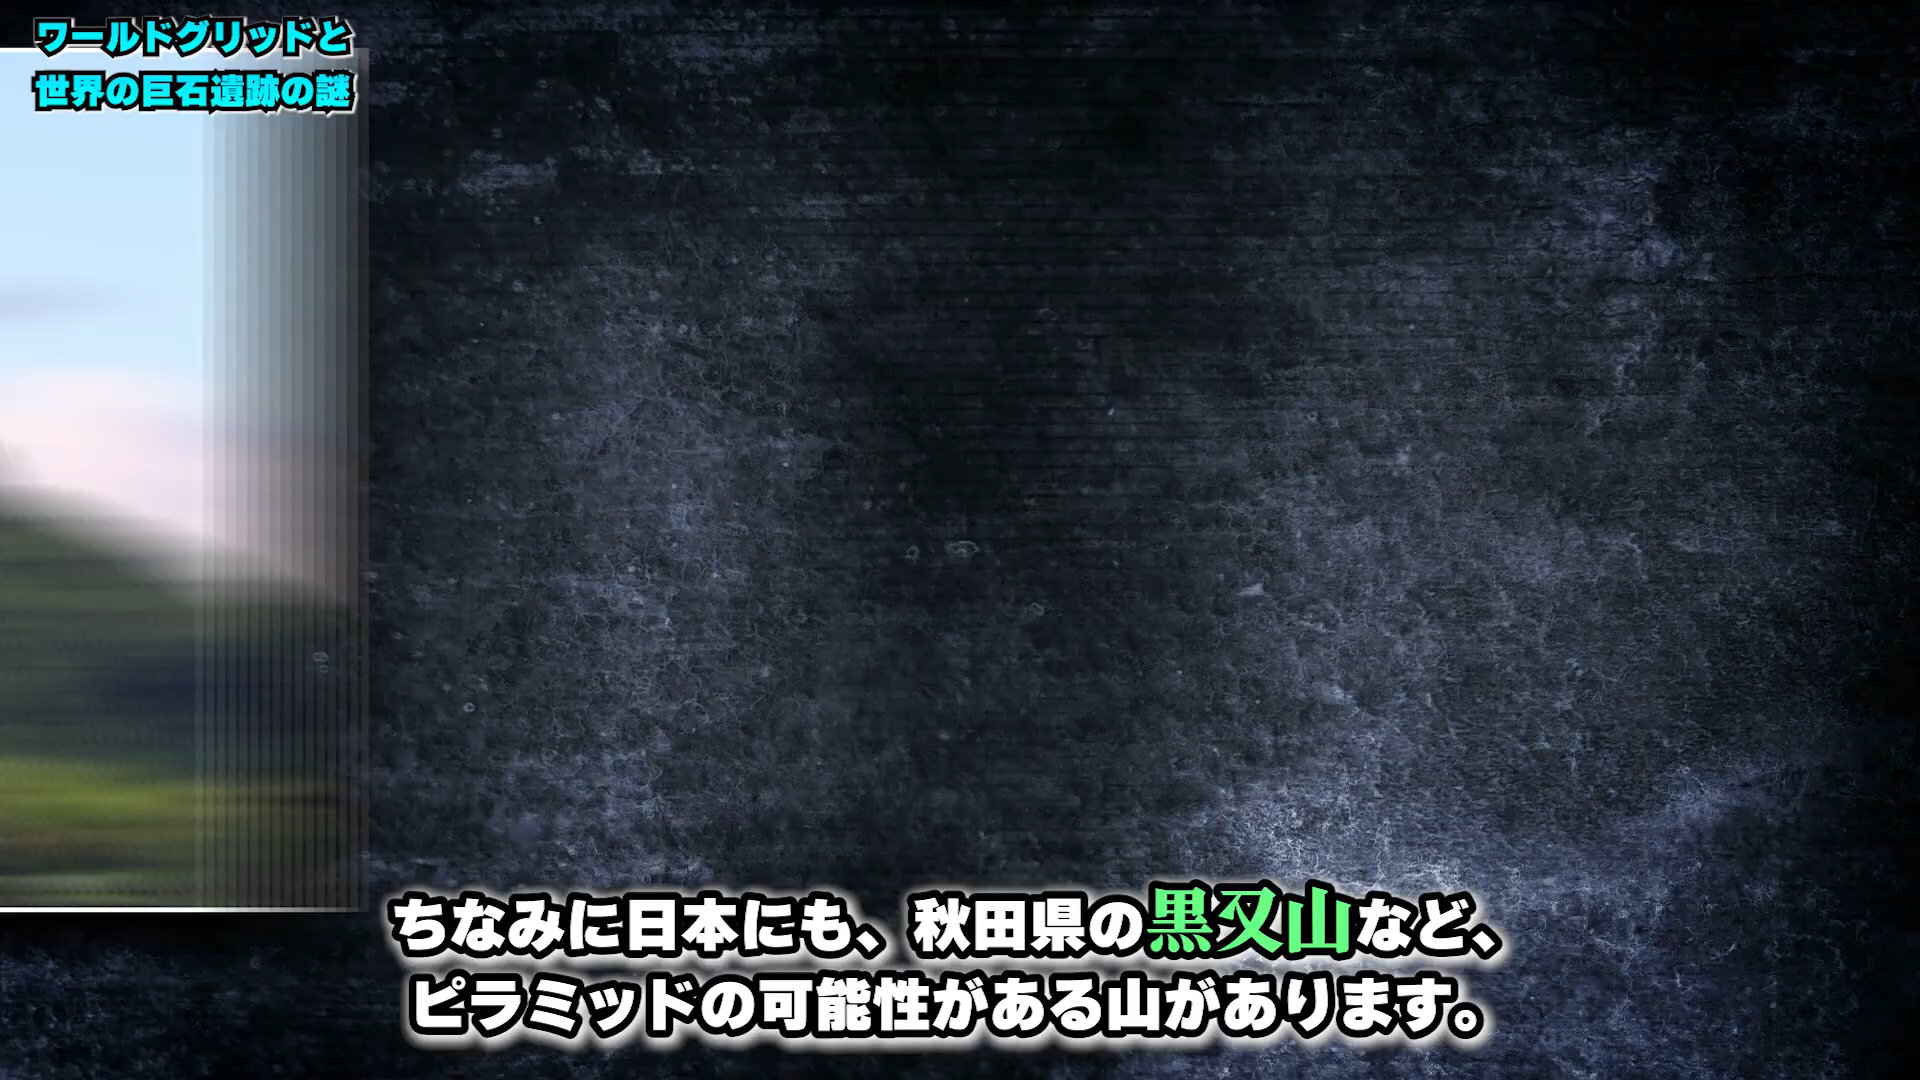 ワールドグリッドと
世界の巨石遺跡の謎
ちなみに日本にも、秋田県の黒又山など、
ピラミッドの可能性がある山があります。